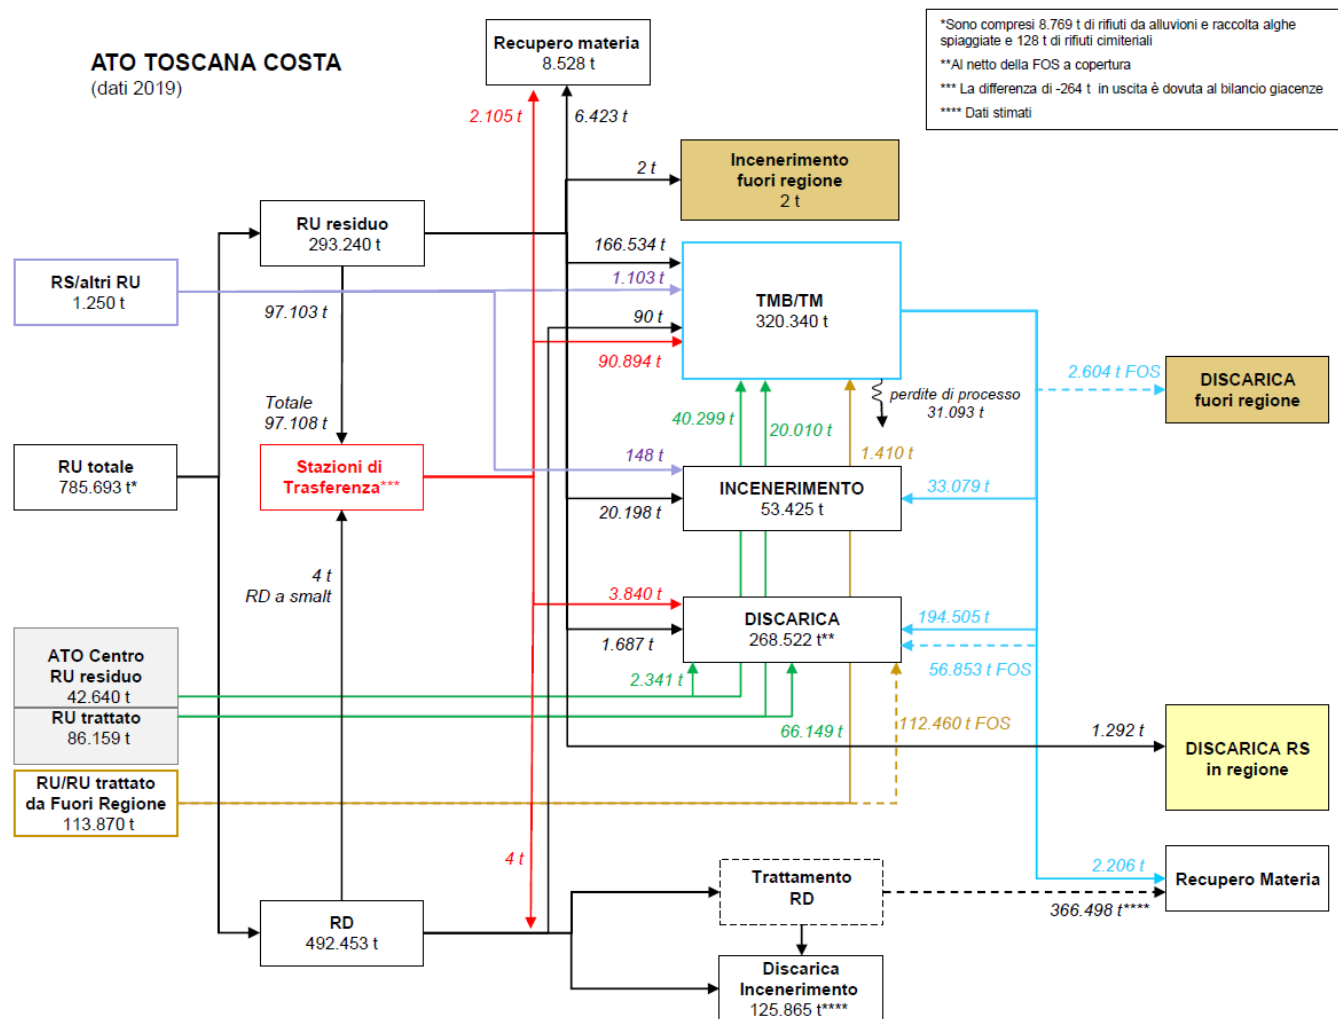 ATO TOSCANA COSTA
(dati 2019)
*Sono compresi 8.769 t di rifiuti da alluvioni e raccolta alghe
spiaggiate e 128 t di rifiuti cimiteriali
**Al netto della FOS a copertura
*** La differenza di -264 t in uscita è dovuta al bilancio giacenze
**** Dati stimati
Recupero materia
8.528 t
2.105 t
6.423 t
2 t
Incenerimento
fuori regione
2 t
RU residuo
293.240 t
166.534 t
RS/altri RU
1.250 t
1.103 t
97.103 t
90 t
90.894 t
TMB/TM
320.340 t
perdite di processo
31.093 t
2.604 t FOS
DISCARICA
fuori regione
Totale
97.108 t
40.299 t
20.010 t
1.410 t
RU totale
785.693 t*
Stazioni di
Trasferenza***
148 t
INCENERIMENTO
53.425 t
33.079 t
20.198 t
4 t
RD a smalt
3.840 t
DISCARICA
268.522 t**
194.505 t
1.687 t
56.853 t FOS
ATO Centro
RU residuo
42.640 t
2.341 t
RU trattato
86.159 t
66.149 t
112.460 t FOS
1.292 t
DISCARICA RS
in regione
RU/RU trattato
da Fuori Regione
113.870 t
4 t
Trattamento
RD
2.206 t
Recupero Materia
366.498 t****
RD
492.453 t
Discarica
Incenerimento
125.865 t****